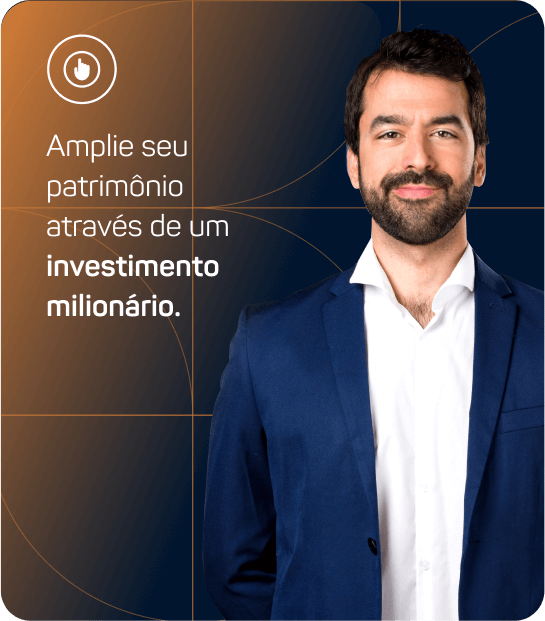 Amplie seu
patrimônio
através de um
investimento
milionário.